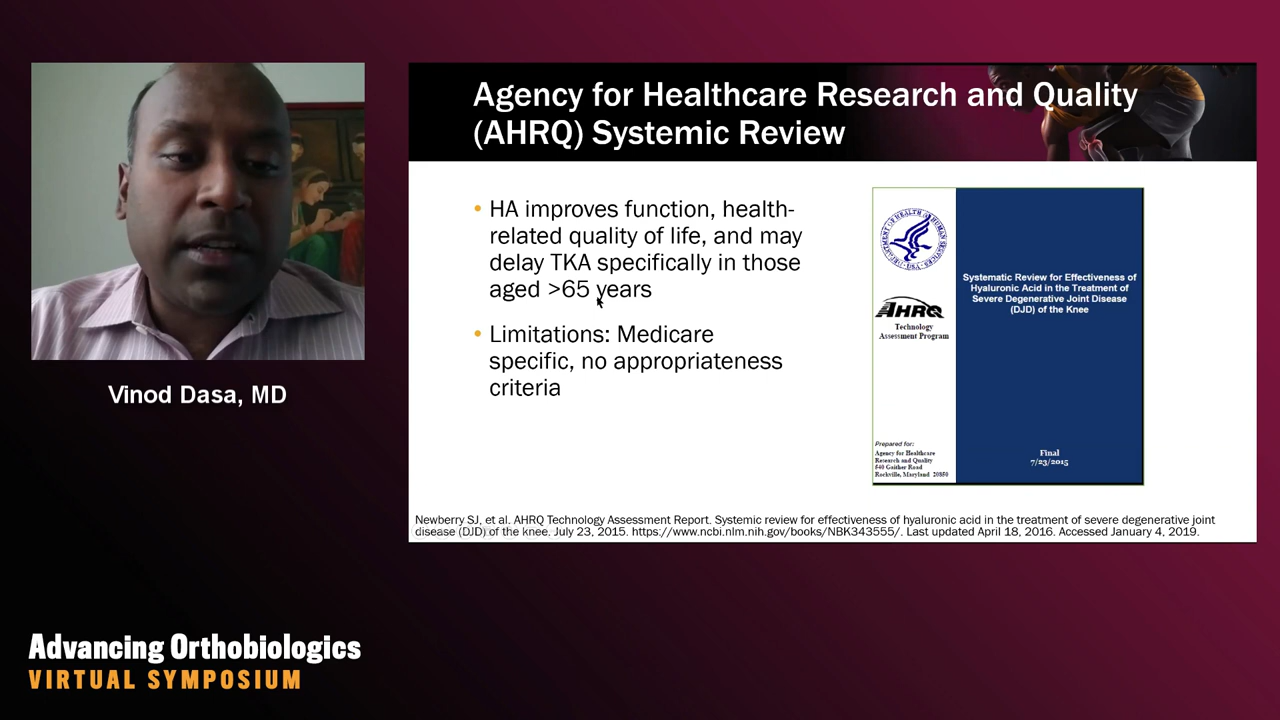 Agency for Healthcare Research and Quality
(AHRQ) Systemic Review
• HA improves function, health-
related quality of life, and may
delay TKA specifically in those
aged >65 years
• Limitations: Medicare
specific, no appropriateness
criteria
DEPARTMENT OF HEALTH & HUMAN SERVICES • USA
AHRQ
Technology
Assessment Program
Systematic Review for Effectiveness of
Hyaluronic Acid in the Treatment of
Severe Degenerative Joint Disease
(DJD) of the Knee
Prepared for:
Agency for Healthcare
Research and Quality
540 Gaither Road
Rockville, Maryland 20850
Final
7/23/2015
Newberry SJ, et al. AHRQ Technology Assessment Report. Systemic review for effectiveness of hyaluronic acid in the treatment of severe degenerative joint
disease (DJD) of the knee. July 23, 2015. https://www.ncbi.nlm.nih.gov/books/NBK343555/. Last updated April 18, 2016. Accessed January 4, 2019.
Vinod Dasa, MD
Advancing Orthobiologics
VIRTUAL SYMPOSIUM